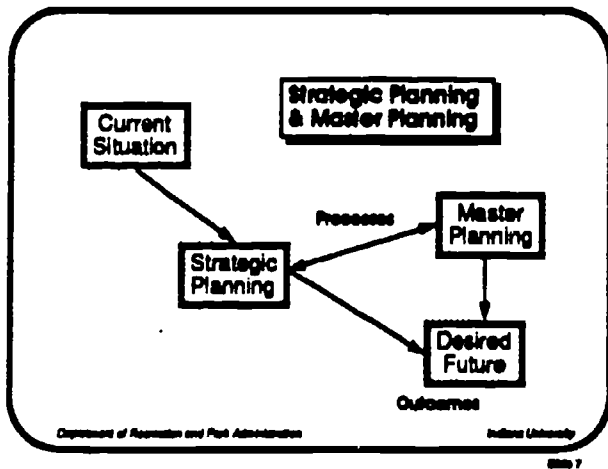 Strategic Planning
& Master Planning
Current
Situation
Processes
Master
Planning
Strategic
Planning
Desired
Future
Outcomes
Department of Recreation and Park Administration
Indiana University
Slide 7